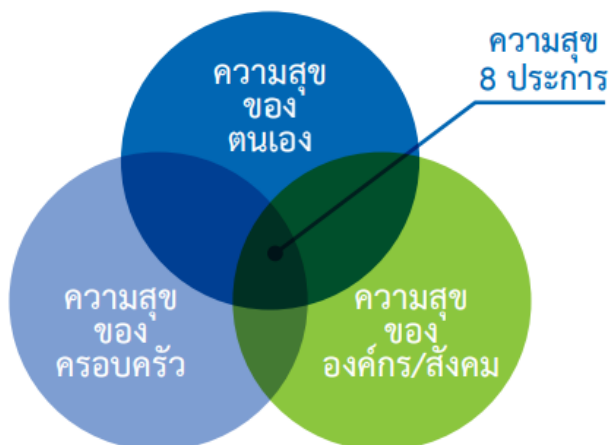 ความสุข
ของ
ตนเอง
ความสุข
8 ประการ
ความสุข
ของ
ครอบครัว
ความสุข
ของ
องค์กร/สังคม